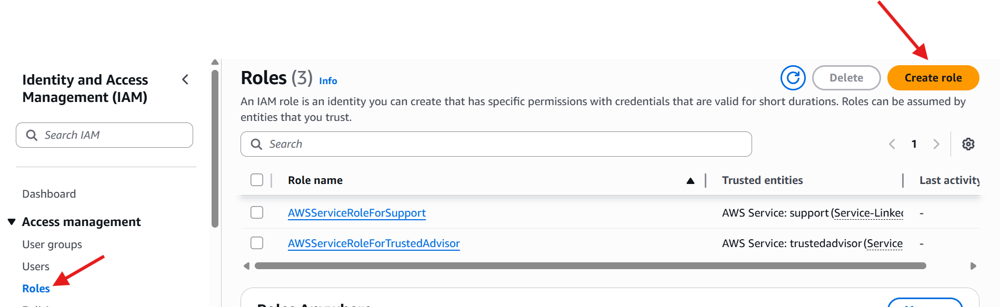 Identity and Access
Management (IAM)
Search IAM
Dashboard
Access management
User groups
Users
Roles
Roles (3) Info
Delete
Create role
An IAM role is an identity you can create that has specific permissions with credentials that are valid for short durations. Roles can be assumed by
entities that you trust.
Search
1
Role name
Trusted entities
Last activity
AWSServiceRoleForSupport
AWS Service: support (Service-Linked
-
AWSServiceRoleForTrustedAdvisor
AWS Service: trustedadvisor (Service
-
Roles Anywhere